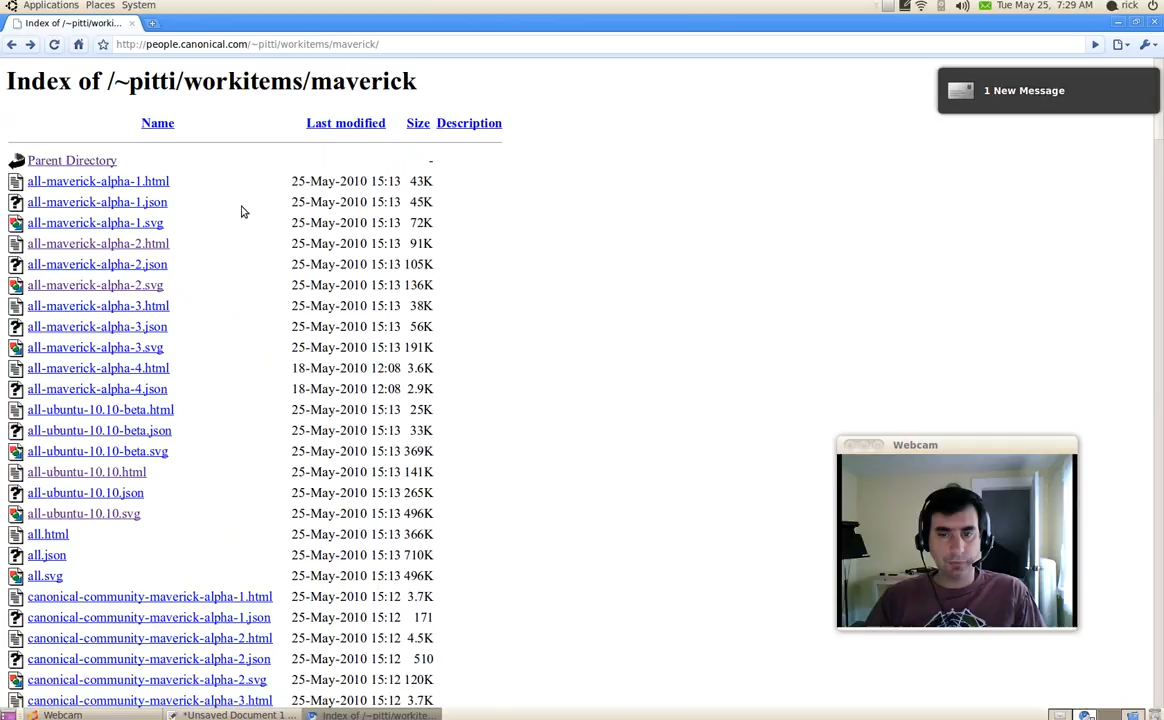 Applications Places System
Tue May 25, 7:29 AM rick
Index of /~pitti/worki...
http://people.canonical.com/~pitti/workitems/maverick/
Index of /~pitti/workitems/maverick
1 New Message
Name Last modified Size Description
Parent Directory -
all-maverick-alpha-1.html 25-May-2010 15:13 43K
all-maverick-alpha-1.json 25-May-2010 15:13 45K
all-maverick-alpha-1.svg 25-May-2010 15:13 72K
all-maverick-alpha-2.html 25-May-2010 15:13 91K
all-maverick-alpha-2.json 25-May-2010 15:13 105K
all-maverick-alpha-2.svg 25-May-2010 15:13 136K
all-maverick-alpha-3.html 25-May-2010 15:13 38K
all-maverick-alpha-3.json 25-May-2010 15:13 56K
all-maverick-alpha-3.svg 25-May-2010 15:13 191K
all-maverick-alpha-4.html 18-May-2010 12:08 3.6K
all-maverick-alpha-4.json 18-May-2010 12:08 2.9K
all-ubuntu-10.10-beta.html 25-May-2010 15:13 25K
all-ubuntu-10.10-beta.json 25-May-2010 15:13 33K
all-ubuntu-10.10-beta.svg 25-May-2010 15:13 369K
all-ubuntu-10.10.html 25-May-2010 15:13 141K
all-ubuntu-10.10.json 25-May-2010 15:13 265K
all-ubuntu-10.10.svg 25-May-2010 15:13 496K
all.html 25-May-2010 15:13 366K
all.json 25-May-2010 15:13 710K
all.svg 25-May-2010 15:13 496K
canonical-community-maverick-alpha-1.html 25-May-2010 15:12 3.7K
canonical-community-maverick-alpha-1.json 25-May-2010 15:12 171
canonical-community-maverick-alpha-2.html 25-May-2010 15:12 4.5K
canonical-community-maverick-alpha-2.json 25-May-2010 15:12 510
canonical-community-maverick-alpha-2.svg 25-May-2010 15:12 120K
canonical-community-maverick-alpha-3.html 25-May-2010 15:12 3.7K
Webcam
Webcam *Unsaved Document 1 ... Index of /~pitti/workite...